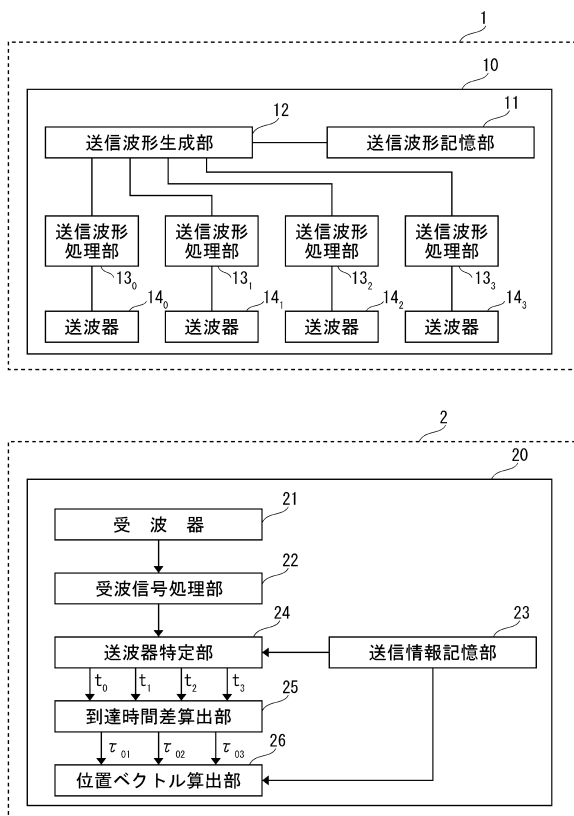 1
10
12
11
送信波形生成部
送信波形記憶部
送信波形
処理部
送信波形
処理部
送信波形
処理部
送信波形
処理部
13₀
13₁
13₂
13₃
14₀
14₁
14₂
14₃
送波器
送波器
送波器
送波器
2
20
21
受 波 器
22
受波信号処理部
24
23
送波器特定部
送信情報記憶部
t₀
t₁
t₂
t₃
25
到達時間差算出部
τ₀₁
τ₀₂
τ₀₃
26
位置ベクトル算出部